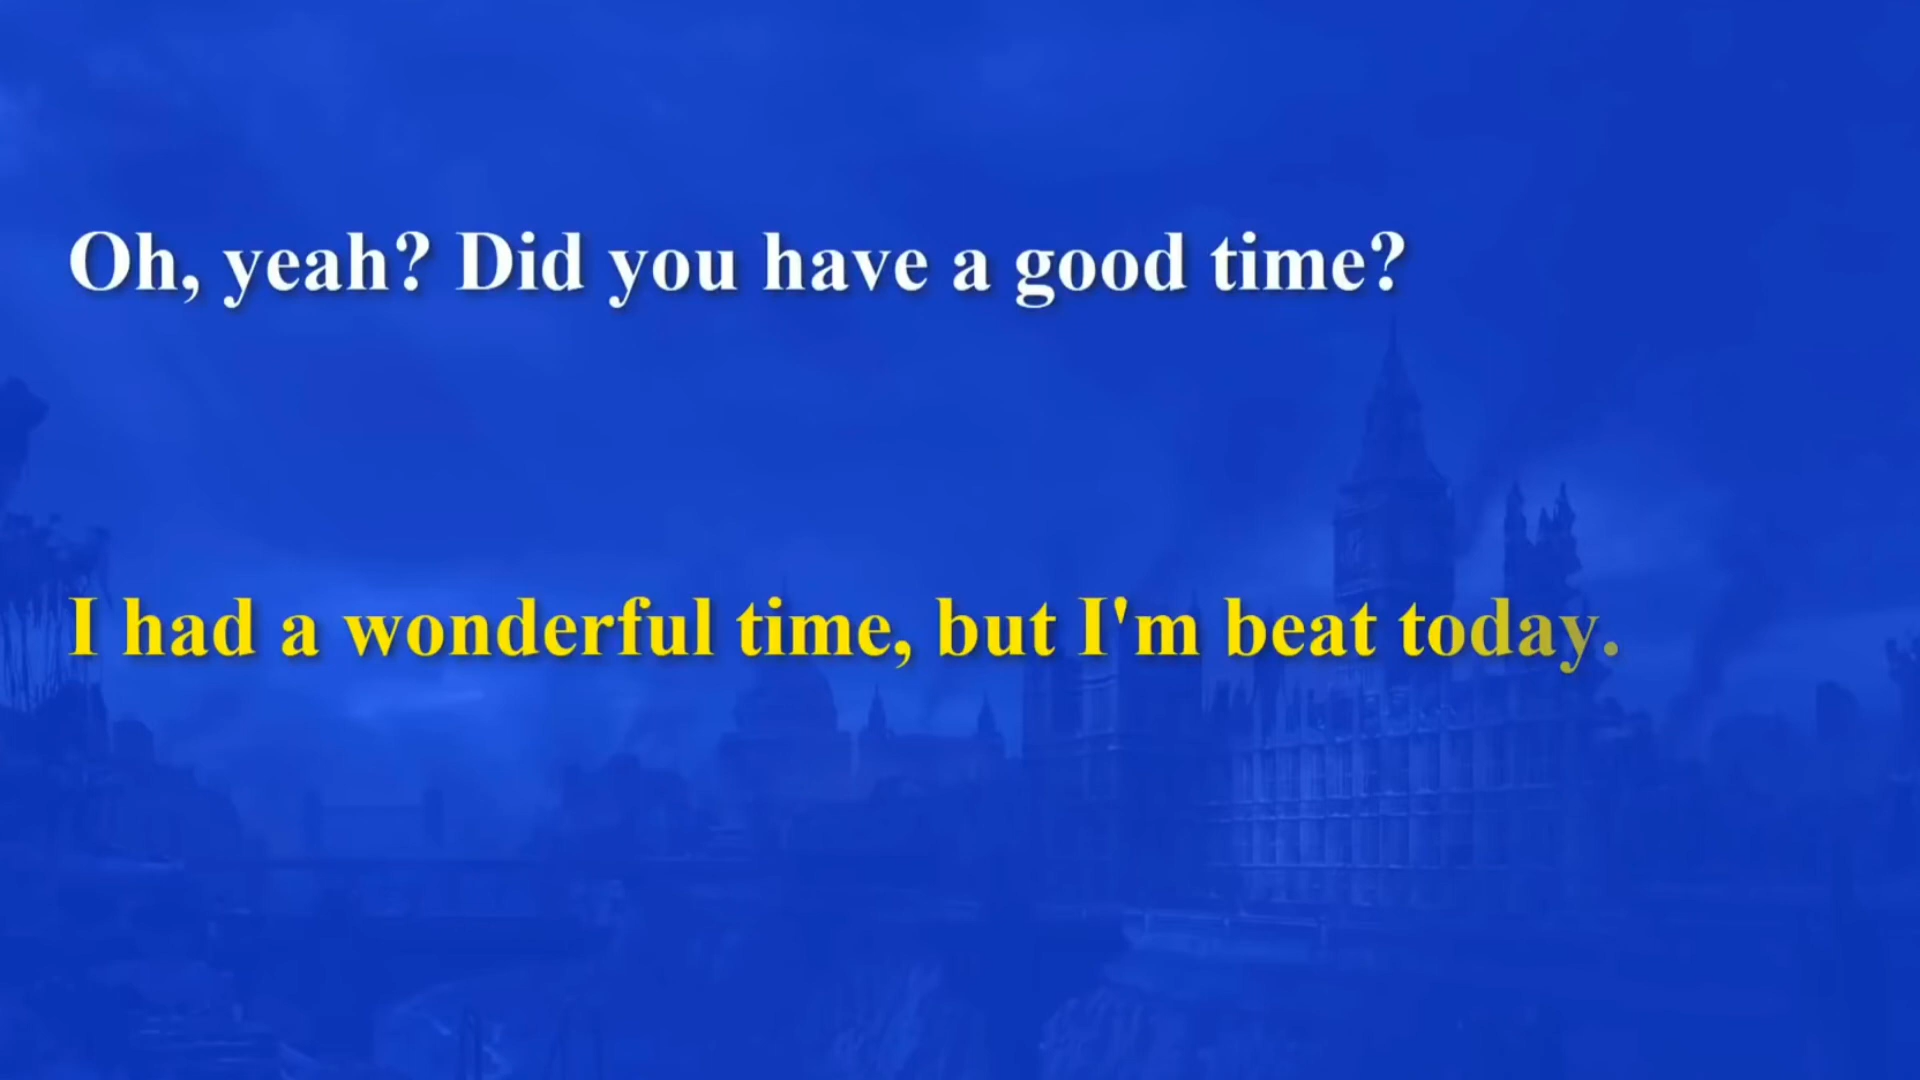 Oh, yeah? Did you have a good time?
I had a wonderful time, but I'm beat today.